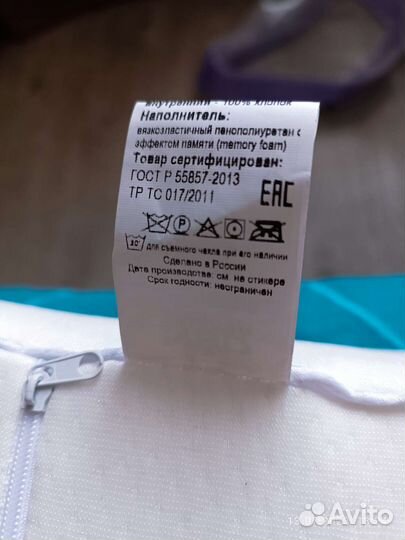 внутренний - 100% хлопок
Наполнитель:
вязкоэластичный пенополиуретан с
эффектом памяти (memory foam)
Товар сертифицирован:
ГОСТ Р 55857-2013
ТР ТС 017/2011
EAC
P
30°
для съемного чехла при его наличии
Сделано в России
Дата производства: см. на стикере
Срок годности: неограничен
Avito